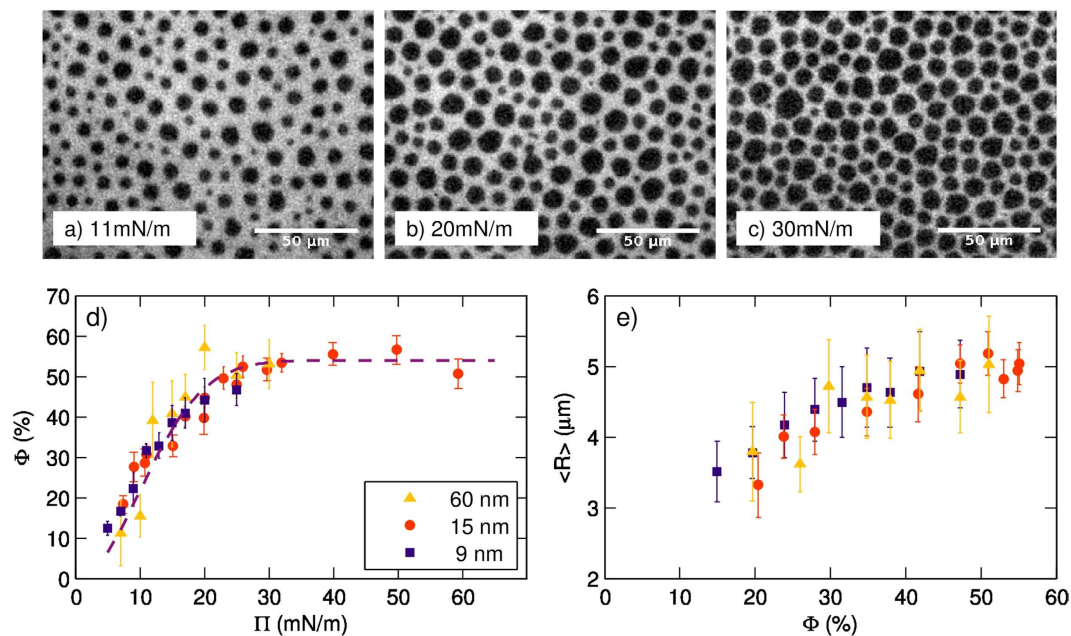 a) 11mN/m
50 µm
b) 20mN/m
50 µm
c) 30mN/m
50 µm
d)
70
60
50
40
30
20
10
0
Φ (%)
0 10 20 30 40 50 60
Π (mN/m)
60 nm
15 nm
9 nm
e)
6
5
4
3
2
<R> (µm)
0 10 20 30 40 50 60
Φ (%)